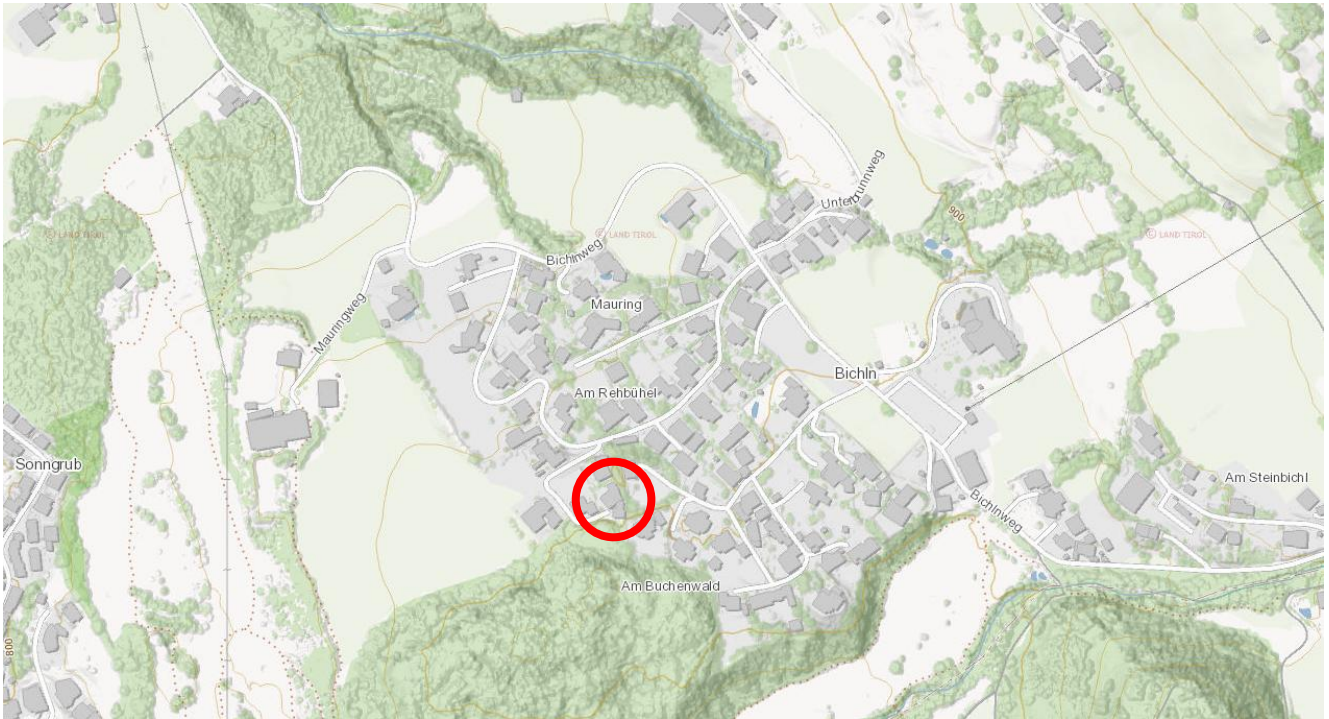 Unterbrunnweg
900
© LAND TIROL
© LAND TIROL
© LAND TIROL
Bichlnweg
Mauring
Mauringweg
Bichln
Am Rehbühel
Sonngrub
Am Steinbichl
Bichlnweg
Am Buchenwald
800